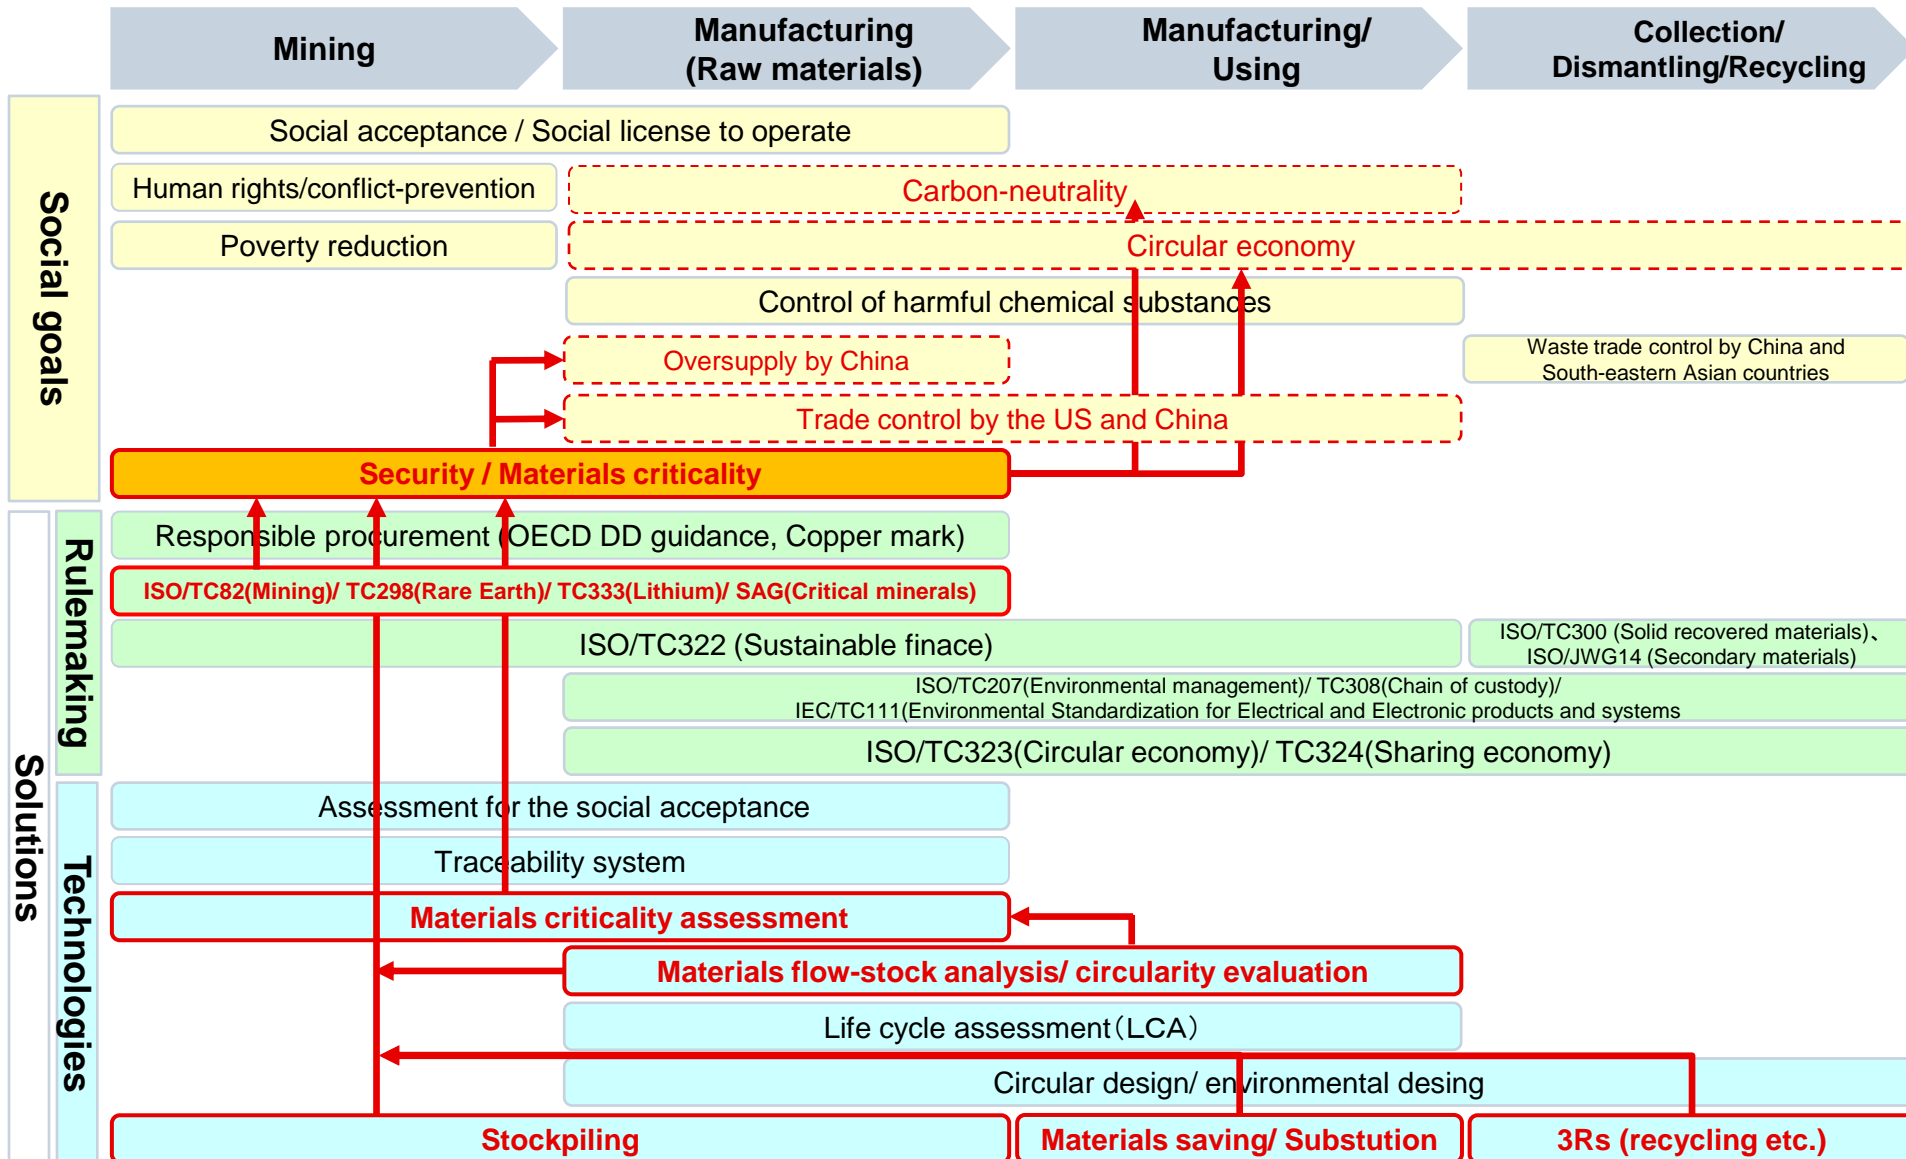 Mining
Manufacturing
(Raw materials)
Manufacturing/
Using
Collection/
Dismantling/Recycling
Social goals
Social acceptance / Social license to operate
Human rights/conflict-prevention
Carbon-neutrality
Poverty reduction
Circular economy
Control of harmful chemical substances
Oversupply by China
Waste trade control by China and
South-eastern Asian countries
Trade control by the US and China
Security / Materials criticality
Solutions
Rulemaking
Responsible procurement (OECD DD guidance, Copper mark)
ISO/TC82(Mining)/ TC298(Rare Earth)/ TC333(Lithium)/ SAG(Critical minerals)
ISO/TC322 (Sustainable finace)
ISO/TC300 (Solid recovered materials)、
ISO/JWG14 (Secondary materials)
ISO/TC207(Environmental management)/ TC308(Chain of custody)/
IEC/TC111(Environmental Standardization for Electrical and Electronic products and systems
ISO/TC323(Circular economy)/ TC324(Sharing economy)
Technologies
Assessment for the social acceptance
Traceability system
Materials criticality assessment
Materials flow-stock analysis/ circularity evaluation
Life cycle assessment（LCA）
Circular design/ environmental desing
Stockpiling
Materials saving/ Substution
3Rs (recycling etc.)